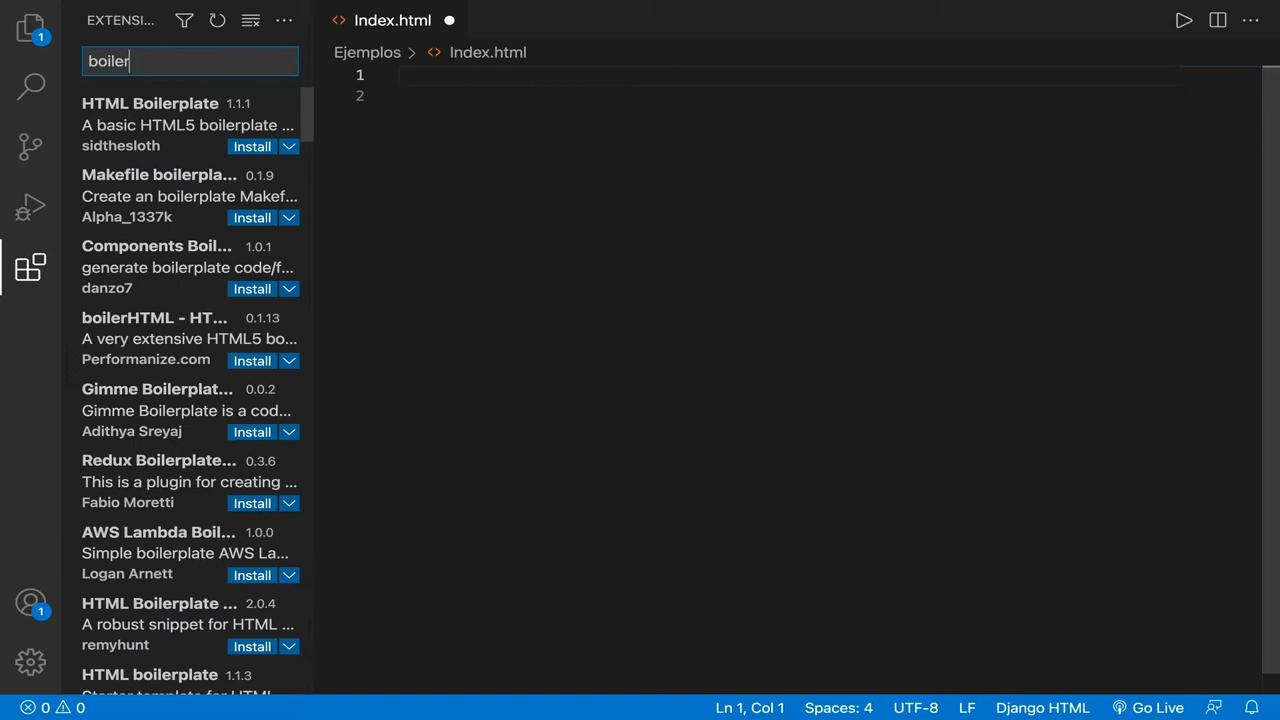 EXTENSI...
boiler
HTML Boilerplate 1.1.1
A basic HTML5 boilerplate ...
sidthesloth Install
Makefile boilerpla... 0.1.9
Create an boilerplate Makef...
Alpha_1337k Install
Components Boil... 1.0.1
generate boilerplate code/f...
danzo7 Install
boilerHTML - HT... 0.1.13
A very extensive HTML5 bo...
Performanize.com Install
Gimme Boilerplat... 0.0.2
Gimme Boilerplate is a cod...
Adithya Sreyaj Install
Redux Boilerplate... 0.3.6
This is a plugin for creating ...
Fabio Moretti Install
AWS Lambda Boil... 1.0.0
Simple boilerplate AWS La...
Logan Arnett Install
HTML Boilerplate ... 2.0.4
A robust snippet for HTML ...
remyhunt Install
HTML boilerplate 1.1.3
Starter template for HTML
Index.html
Ejemplos > Index.html
1
2
1
1
0 0
Ln 1, Col 1 Spaces: 4 UTF-8 LF Django HTML Go Live